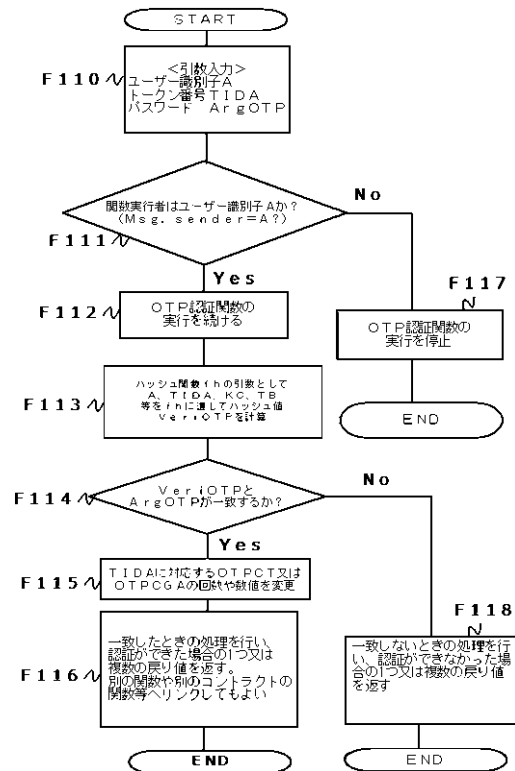 START
F110
<引数入力>
ユーザー識別子A
トークン番号TIDA
パスワード ArgOTP
関数実行者はユーザー識別子Aか?
(Msg. sender=A?)
F111
No
Yes
F112
OTP認証関数の
実行を続ける
F117
OTP認証関数の
実行を停止
END
F113
ハッシュ関数fhの引数として
A、TIDA、KC、TB
等をfhに通してハッシュ値
VeriOTPを計算
F114
VeriOTPと
ArgOTPが一致するか?
No
Yes
F115
TIDAに対応するOTPCT又は
OTPCGAの回数や数値を変更
F116
一致したときの処理を行い、
認証ができた場合の1つ又は
複数の戻り値を返す。
別の関数や別のコントラクトの
関数等へリンクしてもよい
END
F118
一致しないときの処理を行
い、認証ができなかった場
合の1つ又は複数の戻り値
を返す
END